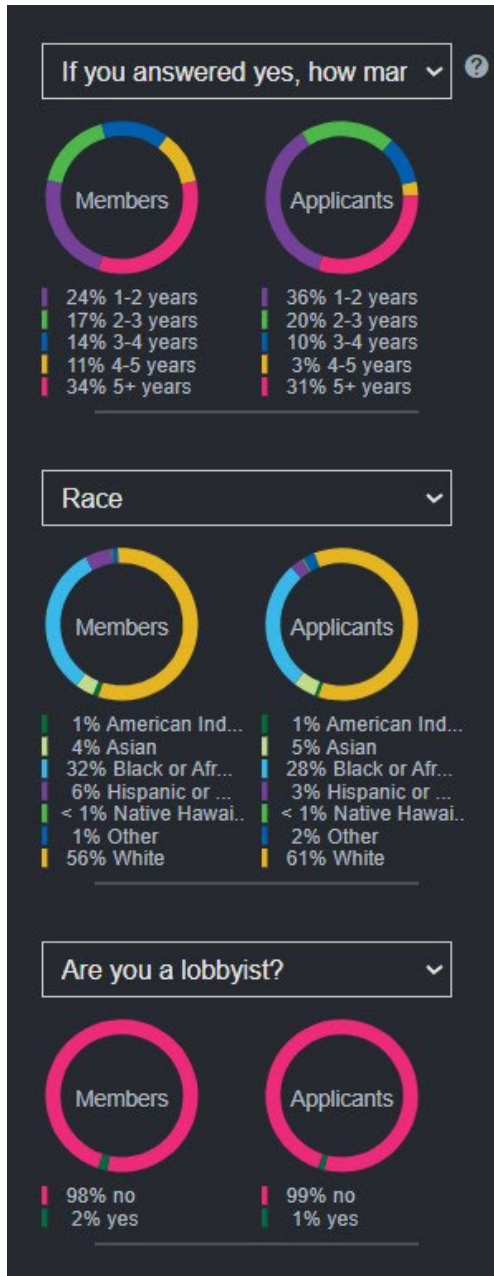 If you answered yes, how mar
?
Members Applicants
24% 1-2 years 36% 1-2 years
17% 2-3 years 20% 2-3 years
14% 3-4 years 10% 3-4 years
11% 4-5 years 3% 4-5 years
34% 5+ years 31% 5+ years
Race
Members Applicants
1% American Ind... 1% American Ind...
4% Asian 5% Asian
32% Black or Afr... 28% Black or Afr...
6% Hispanic or ... 3% Hispanic or ...
< 1% Native Hawai.. < 1% Native Hawai..
1% Other 2% Other
56% White 61% White
Are you a lobbyist?
Members Applicants
98% no 99% no
2% yes 1% yes